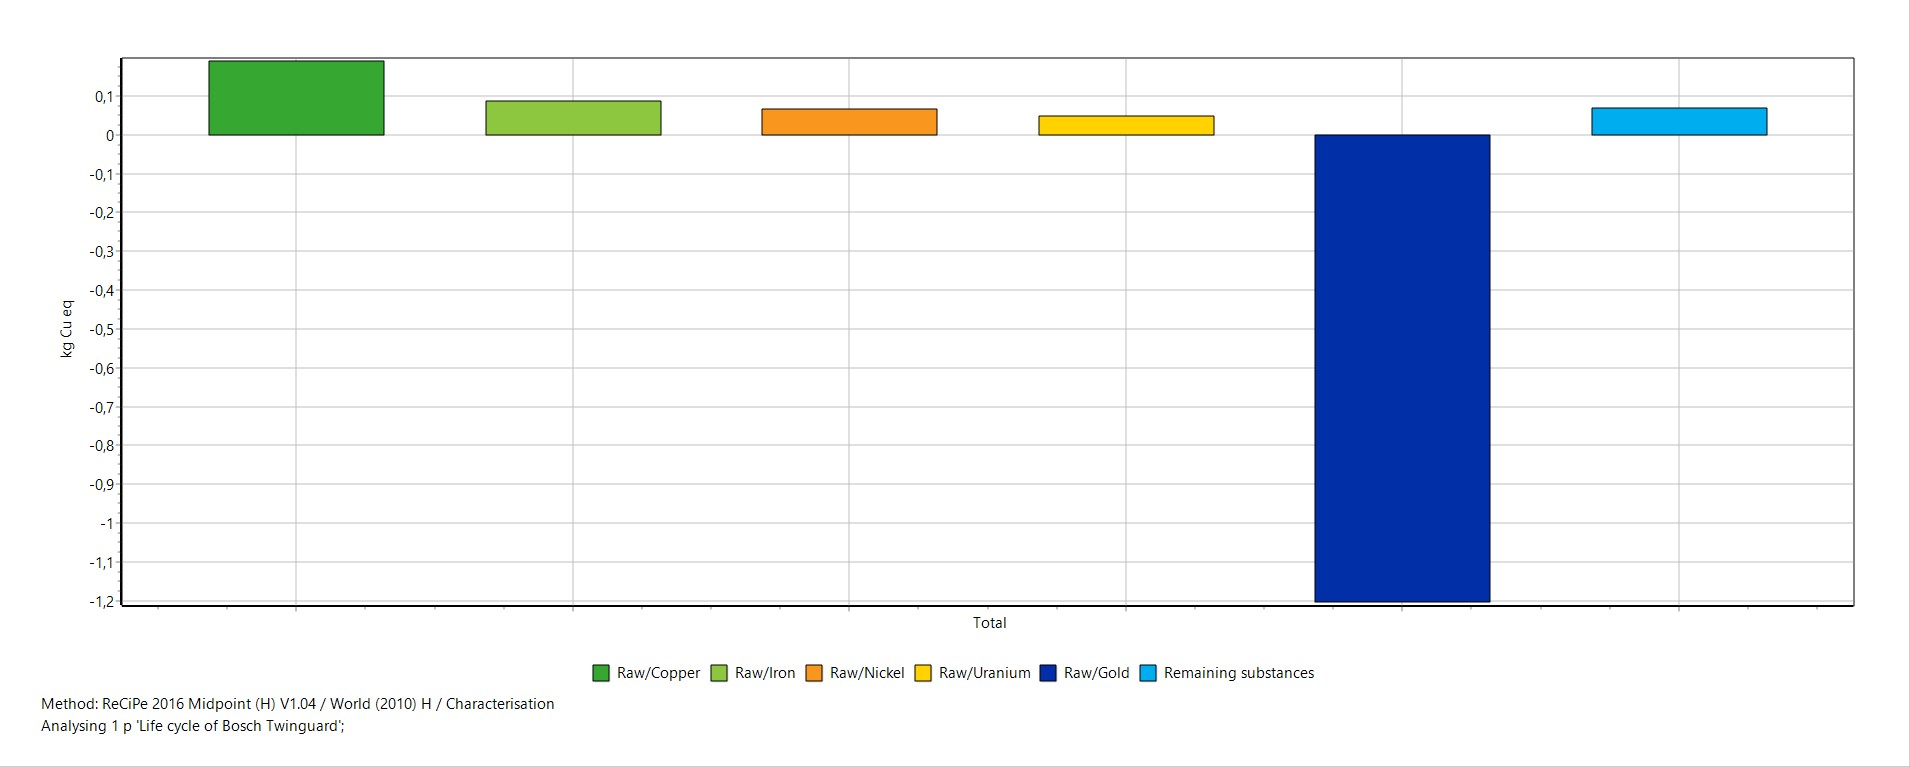 0,1
0
-0,1
-0,2
-0,3
-0,4
-0,5
-0,6
-0,7
-0,8
-0,9
-1
-1,1
-1,2
kg Cu eq
Total
Raw/Copper Raw/Iron Raw/Nickel Raw/Uranium Raw/Gold Remaining substances
Method: ReCiPe 2016 Midpoint (H) V1.04 / World (2010) H / Characterisation
Analysing 1 p 'Life cycle of Bosch Twinguard';